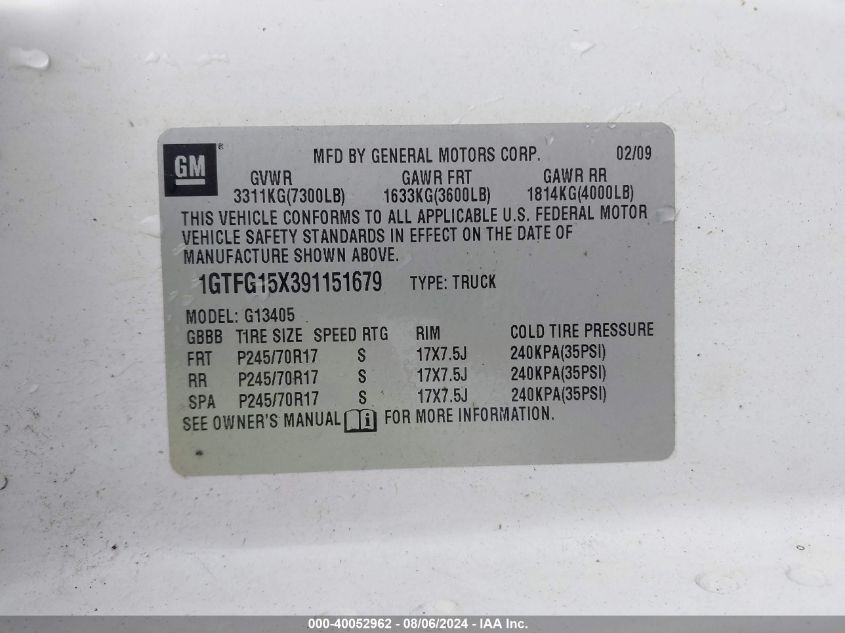 GM
MFD BY GENERAL MOTORS CORP. 02/09
GVWR GAWR FRT GAWR RR
3311KG(7300LB) 1633KG(3600LB) 1814KG(4000LB)
THIS VEHICLE CONFORMS TO ALL APPLICABLE U.S. FEDERAL MOTOR
VEHICLE SAFETY STANDARDS IN EFFECT ON THE DATE OF
MANUFACTURE SHOWN ABOVE.
1GTFG15X391151679 TYPE: TRUCK
MODEL: G13405
GBBB TIRE SIZE SPEED RTG RIM COLD TIRE PRESSURE
FRT P245/70R17 S 17X7.5J 240KPA(35PSI)
RR P245/70R17 S 17X7.5J 240KPA(35PSI)
SPA P245/70R17 S 17X7.5J 240KPA(35PSI)
SEE OWNER'S MANUAL i FOR MORE INFORMATION.
000-40052962 - 08/06/2024 - IAA Inc.